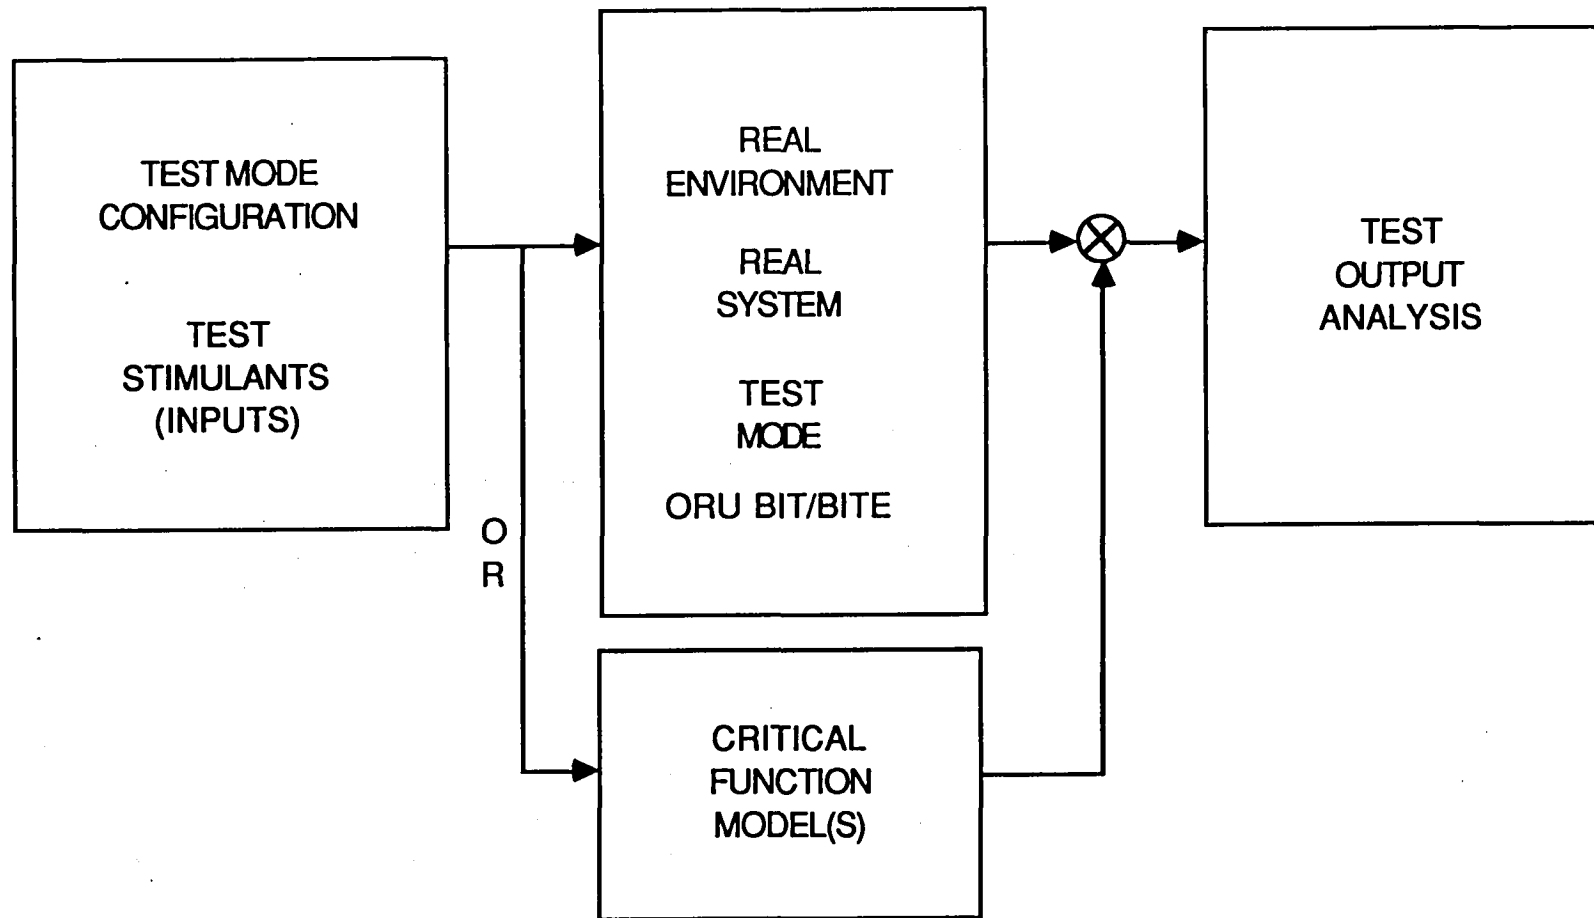 TEST MODE
CONFIGURATION
TEST
STIMULANTS
(INPUTS)
O
R
REAL
ENVIRONMENT
REAL
SYSTEM
TEST
MODE
ORU BIT/BITE
CRITICAL
FUNCTION
MODEL(S)
TEST
OUTPUT
ANALYSIS